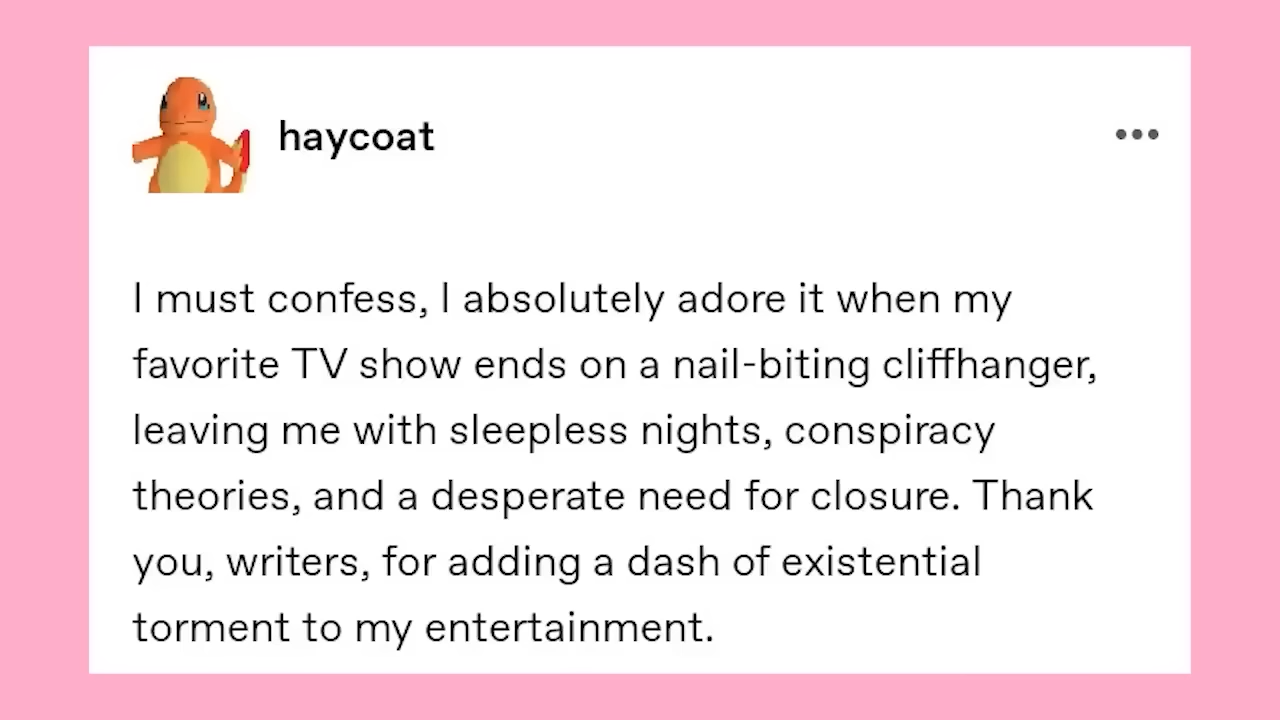 haycoat
I must confess, I absolutely adore it when my
favorite TV show ends on a nail-biting cliffhanger,
leaving me with sleepless nights, conspiracy
theories, and a desperate need for closure. Thank
you, writers, for adding a dash of existential
torment to my entertainment.